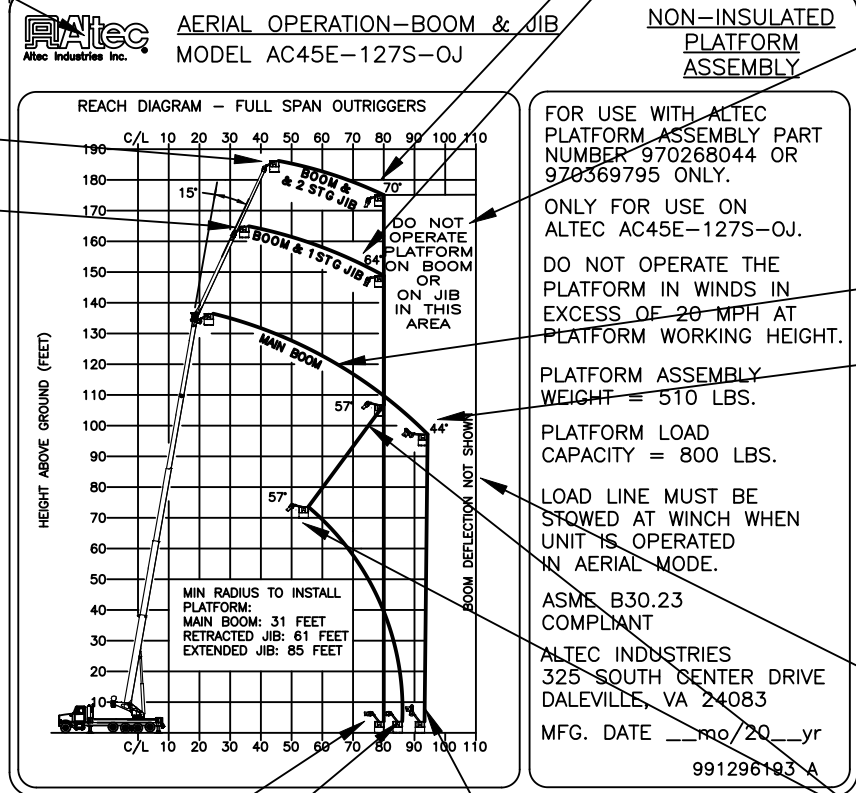 Altec
Altec Industries Inc.
AERIAL OPERATION-BOOM & JIB
MODEL AC45E-127S-OJ
NON-INSULATED
PLATFORM
ASSEMBLY
REACH DIAGRAM - FULL SPAN OUTRIGGERS
C/L 10 20 30 40 50 60 70 80 90 100 110
190
180
170
160
150
140
130
120
110
100
90
80
70
60
50
40
30
20
10
HEIGHT ABOVE GROUND (FEET)
15°
BOOM &
& 2 STG JIB
70°
BOOM & 1 STG JIB
64°
DO NOT
OPERATE
PLATFORM
ON BOOM
OR
ON JIB
IN THIS
AREA
MAIN BOOM
57°
44°
57°
BOOM DEFLECTION NOT SHOWN
MIN RADIUS TO INSTALL
PLATFORM:
MAIN BOOM: 31 FEET
RETRACTED JIB: 61 FEET
EXTENDED JIB: 85 FEET
C/L 10 20 30 40 50 60 70 80 90 100 110
FOR USE WITH ALTEC
PLATFORM ASSEMBLY PART
NUMBER 970268044 OR
970369795 ONLY.
ONLY FOR USE ON
ALTEC AC45E-127S-OJ.
DO NOT OPERATE THE
PLATFORM IN WINDS IN
EXCESS OF 20 MPH AT
PLATFORM WORKING HEIGHT.
PLATFORM ASSEMBLY
WEIGHT = 510 LBS.
PLATFORM LOAD
CAPACITY = 800 LBS.
LOAD LINE MUST BE
STOWED AT WINCH WHEN
UNIT IS OPERATED
IN AERIAL MODE.
ASME B30.23
COMPLIANT
ALTEC INDUSTRIES
325 SOUTH CENTER DRIVE
DALEVILLE, VA 24083
MFG. DATE __mo/20__yr
991296193 A